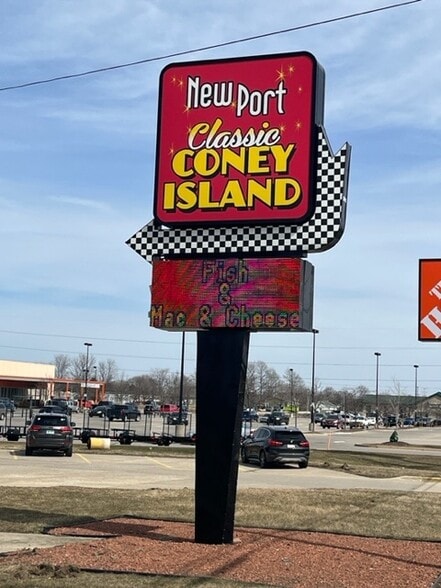 New Port
Classic
CONEY
ISLAND
Fish
&
Mac & Cheese